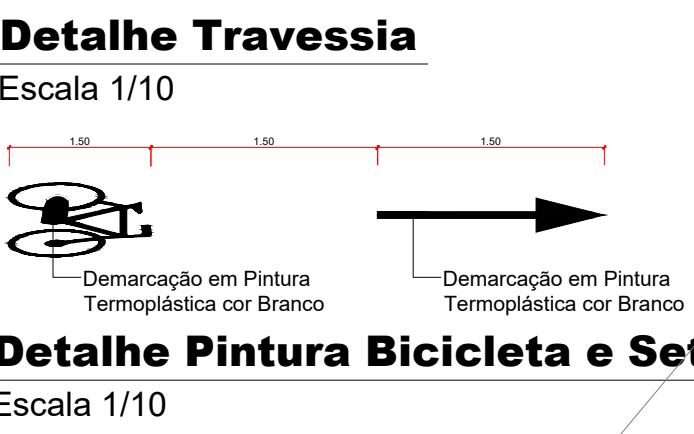 Detalhe Travessia
Escala 1/10
1.50 1.50 1.50
Demarcação em Pintura
Termoplástica cor Branco
Demarcação em Pintura
Termoplástica cor Branco
Detalhe Pintura Bicicleta e Set
Escala 1/10